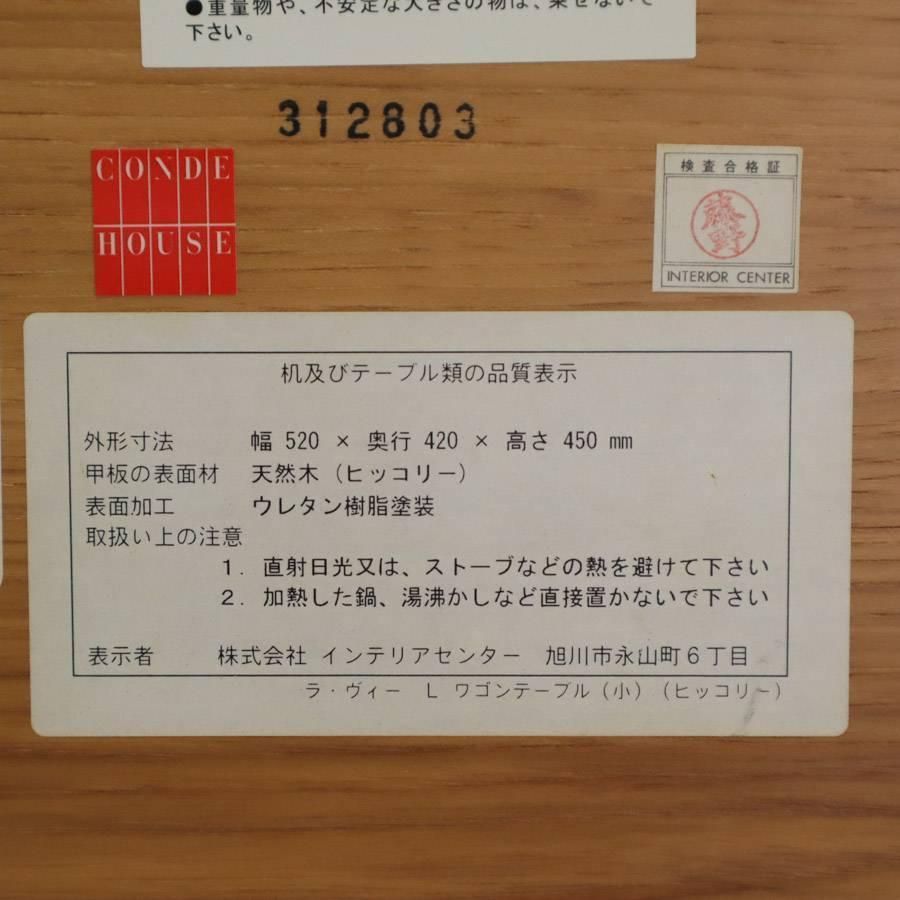 ●重量物や、不安定な大きさの物は、乗せないで
下さい。
312803
CONDE
HOUSE
検査合格証
藤野
INTERIOR CENTER
机及びテーブル類の品質表示
外形寸法 幅 520 × 奥行 420 × 高さ 450 mm
甲板の表面材 天然木（ヒッコリー）
表面加工 ウレタン樹脂塗装
取扱い上の注意
1. 直射日光又は、ストーブなどの熱を避けて下さい
2. 加熱した鍋、湯沸かしなど直接置かないで下さい
表示者 株式会社 インテリアセンター 旭川市永山町６丁目
ラ・ヴィー L ワゴンテーブル（小）（ヒッコリー）